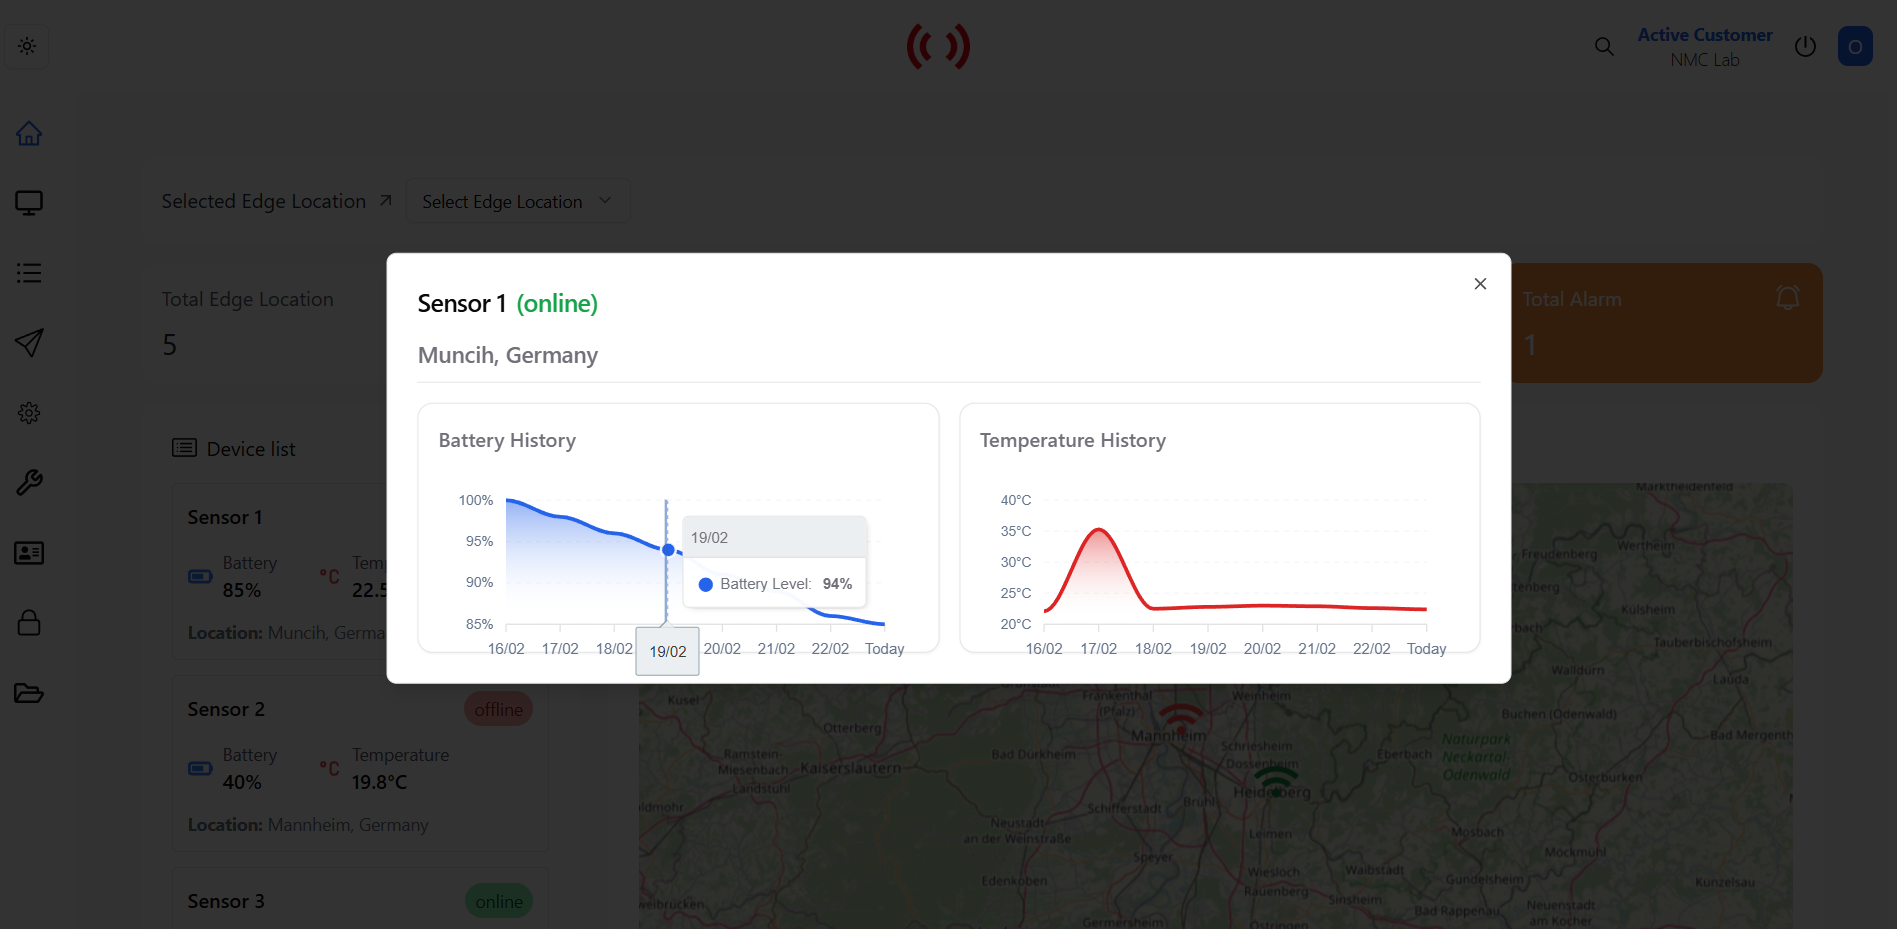 Active Customer
NMC Lab
O
Selected Edge Location
Select Edge Location
Total Edge Location
5
Total Alarm
1
Device list
Sensor 1
Battery
85%
°C
Tem
22.5
Location: Muncih, Germa
Sensor 2
offline
Battery
40%
°C
Temperature
19.8°C
Location: Mannheim, Germany
Sensor 3
online
Sensor 1 (online)
Muncih, Germany
Battery History
100%
95%
90%
85%
16/02
17/02
18/02
19/02
20/02
21/02
22/02
Today
19/02
Battery Level: 94%
Temperature History
40°C
35°C
30°C
25°C
20°C
16/02
17/02
18/02
19/02
20/02
21/02
22/02
Today
Marktheidenfeld
Freudenberg
Wertheim
tenberg
Külsheim
bach
Tauberbischofsheim
Walldürn
Lauda
Kusel
Frankenthal
(Pfalz)
Weinheim
Buchen (Odenwald)
Otterberg
Mannheim
Bad Mergenth
Ramstein-
Miesenbach
Kaiserslautern
Bad Dürkheim
Schriesheim
Dossenheim
Eberbach
Naturpark
Neckartal-
Odenwald
Landstuhl
Osterburken
Heidelberg
aldmohr
Schifferstadt
Brühl
Neustadt
an der Weinstraße
Leimen
Mosbach
Krautheim
Möckmühl
Speyer
Wiesloch
Rauenberg
Waibstadt
Gundelsheim
Edenkoben
Sinsheim
Künzelsau
weibrücken
Bad Rappenau
Neuenstadt
am Kocher
Germersheim
Östringen